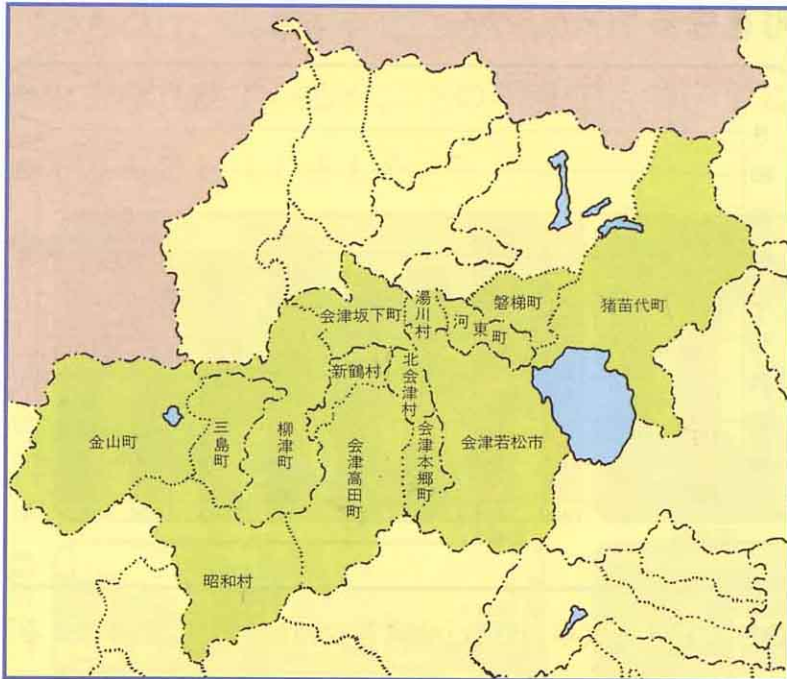 会津坂下町
湯川村
河東町
磐梯町
猪苗代町
新鶴村
北会津村
金山町
三島町
柳津町
会津高田町
会津本郷町
会津若松市
昭和村